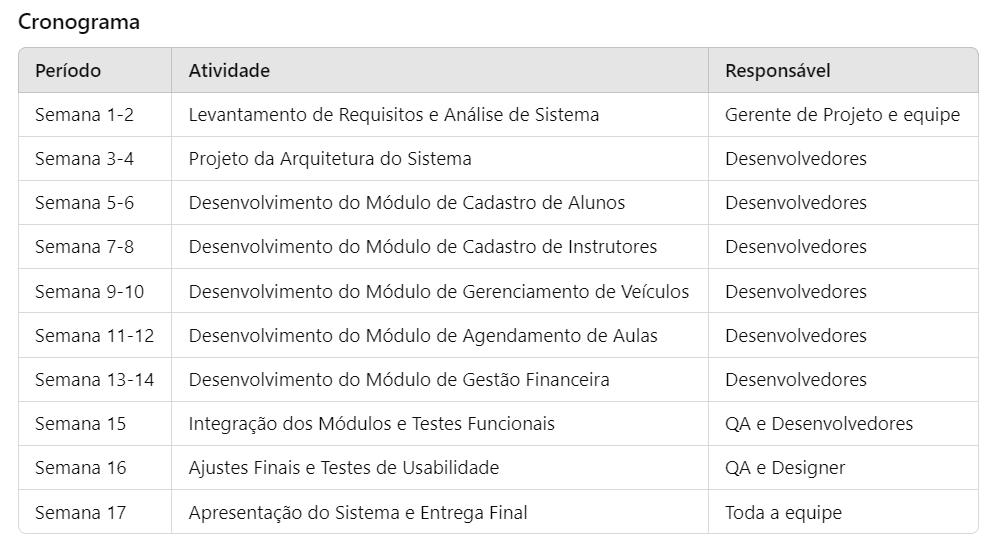 Cronograma
Período Atividade Responsável
Semana 1-2 Levantamento de Requisitos e Análise de Sistema Gerente de Projeto e equipe
Semana 3-4 Projeto da Arquitetura do Sistema Desenvolvedores
Semana 5-6 Desenvolvimento do Módulo de Cadastro de Alunos Desenvolvedores
Semana 7-8 Desenvolvimento do Módulo de Cadastro de Instrutores Desenvolvedores
Semana 9-10 Desenvolvimento do Módulo de Gerenciamento de Veículos Desenvolvedores
Semana 11-12 Desenvolvimento do Módulo de Agendamento de Aulas Desenvolvedores
Semana 13-14 Desenvolvimento do Módulo de Gestão Financeira Desenvolvedores
Semana 15 Integração dos Módulos e Testes Funcionais QA e Desenvolvedores
Semana 16 Ajustes Finais e Testes de Usabilidade QA e Designer
Semana 17 Apresentação do Sistema e Entrega Final Toda a equipe